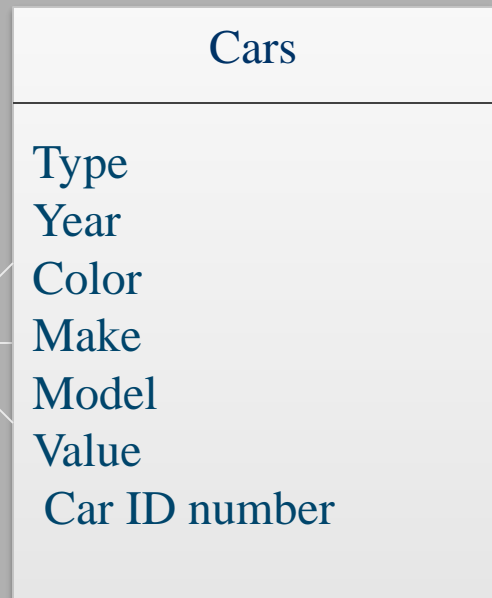 Cars
Type
Year
Color
Make
Model
Value
Car ID number